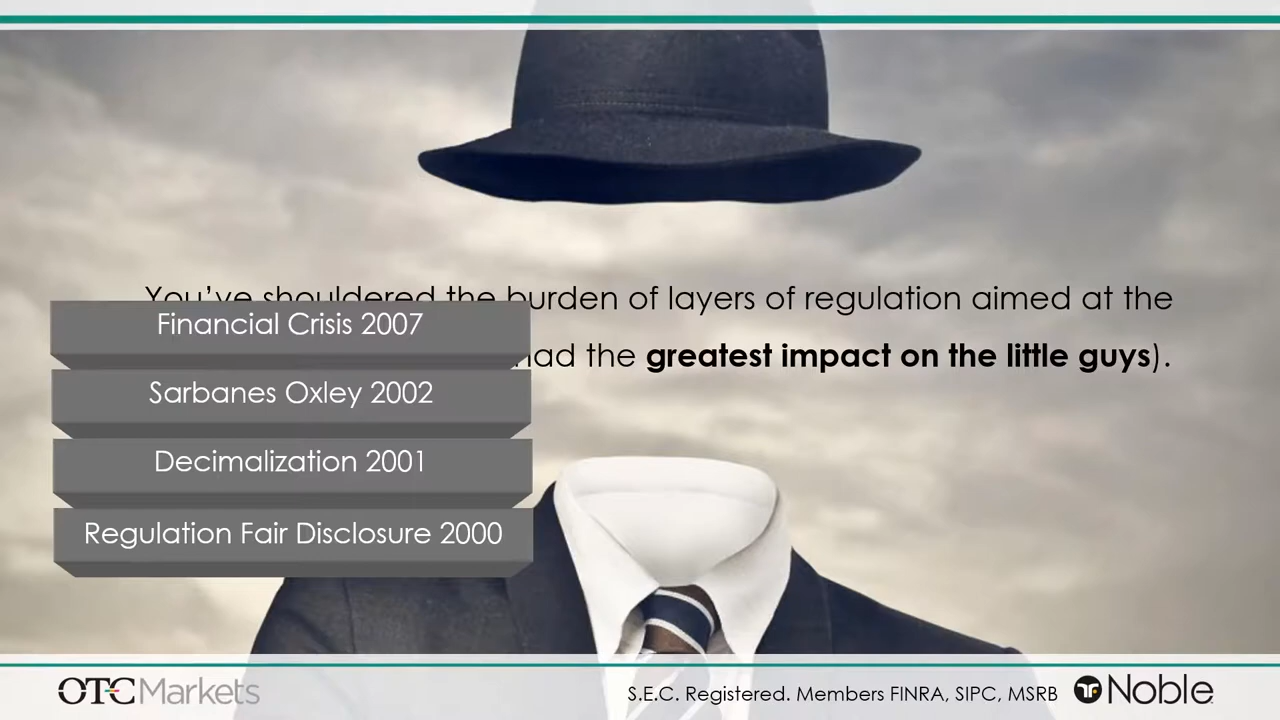 You've shouldered the burden of layers of regulation aimed at the
had the greatest impact on the little guys).
Financial Crisis 2007
Sarbanes Oxley 2002
Decimalization 2001
Regulation Fair Disclosure 2000
OTC Markets
S.E.C. Registered. Members FINRA, SIPC, MSRB
Noble